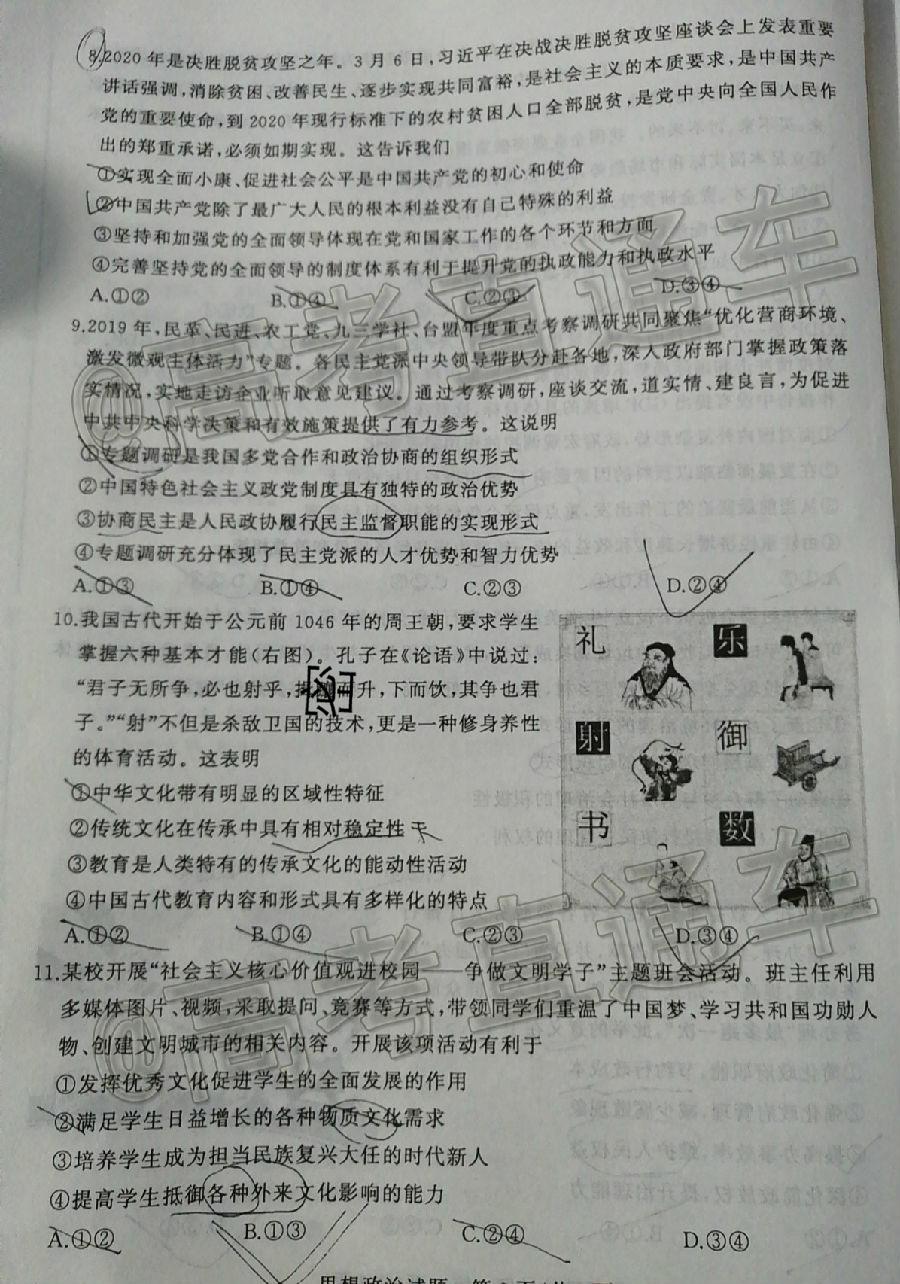 8.2020年是决胜脱贫攻坚之年。3月6日,习近平在决战决胜脱贫攻坚座谈会上发表重要
讲话强调,消除贫困、改善民生、逐步实现共同富裕,是社会主义的本质要求,是中国共产
党的重要使命,到2020年现行标准下的农村贫困人口全部脱贫,是党中央向全国人民作
出的郑重承诺,必须如期实现。这告诉我们
①实现全面小康、促进社会公平是中国共产党的初心和使命
②中国共产党除了最广大人民的根本利益没有自己特殊的利益
③坚持和加强党的全面领导体现在党和国家工作的各个环节和方面
④完善坚持党的全面领导的制度体系有利于提升党的执政能力和执政水平
A.①② B.①④ C.②③ D.③④
9.2019年,民革、民进、农工党、九三学社、台盟年度重点考察调研共同聚焦“优化营商环境、
激发微观主体活力”专题。各民主党派中央领导带队分赴各地,深入政府部门掌握政策落
实情况,实地走访企业听取意见建议。通过考察调研,座谈交流,道实情、建良言,为促进
中共中央科学决策和有效施策提供了有力参考。这说明
①专题调研是我国多党合作和政治协商的组织形式
②中国特色社会主义政党制度具有独特的政治优势
③协商民主是人民政协履行民主监督职能的实现形式
④专题调研充分体现了民主党派的人才优势和智力优势
A.①③ B.①④ C.②③ D.②④
10.我国古代开始于公元前1046年的周王朝,要求学生
掌握六种基本才能(右图)。孔子在《论语》中说过:
“君子无所争,必也射乎,揖 而升,下而饮,其争也君
子。”“射”不但是杀敌卫国的技术,更是一种修身养性
的体育活动。这表明
①中华文化带有明显的区域性特征
②传统文化在传承中具有相对稳定性
③教育是人类特有的传承文化的能动性活动
④中国古代教育内容和形式具有多样化的特点
A.①② B.①④ C.②③ D.③④
礼 乐
射 御
书 数
11.某校开展“社会主义核心价值观进校园——争做文明学子”主题班会活动。班主任利用
多媒体图片、视频,采取提问、竞赛等方式,带领同学们重温了中国梦、学习共和国功勋人
物、创建文明城市的相关内容。开展该项活动有利于
①发挥优秀文化促进学生的全面发展的作用
②满足学生日益增长的各种物质文化需求
③培养学生成为担当民族复兴大任的时代新人
④提高学生抵御各种外来文化影响的能力
A.①② B.①③ C.②④ D.③④
思想政治试题
@高考直通车
@高考直通车